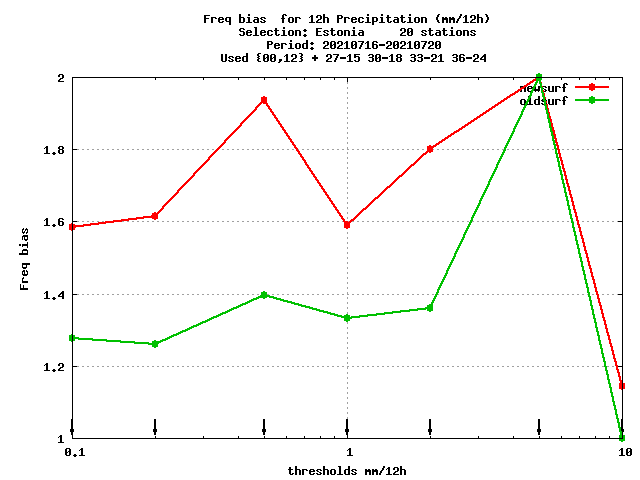 Freq bias  for 12h Precipitation (mm/12h)
Selection: Estonia     20 stations
Period: 20210716-20210720
Used {00,12} + 27-15 30-18 33-21 36-24
newsurf
oldsurf
2
1.8
1.6
1.4
1.2
1
Freq bias
0.1 1 10
thresholds mm/12h